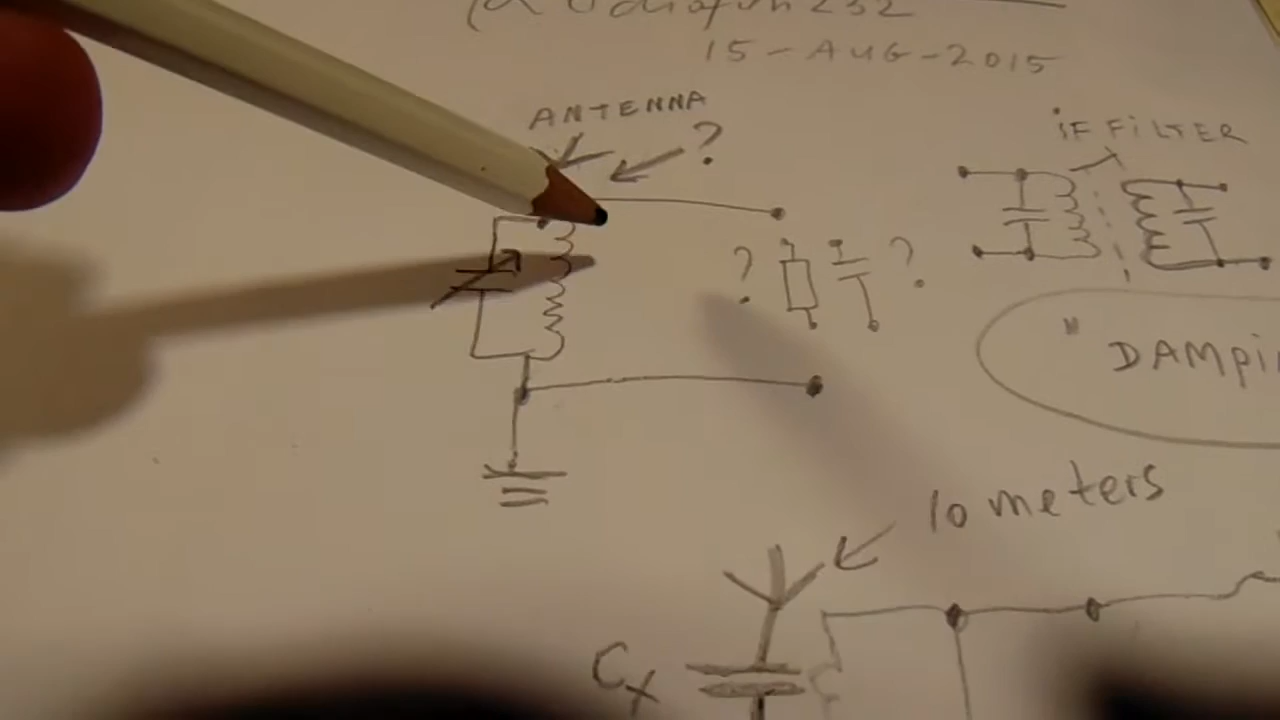 15-AUG-2015
ANTENNA
?
IF FILTER
?
?
"DAMPI
10 meters
Cx